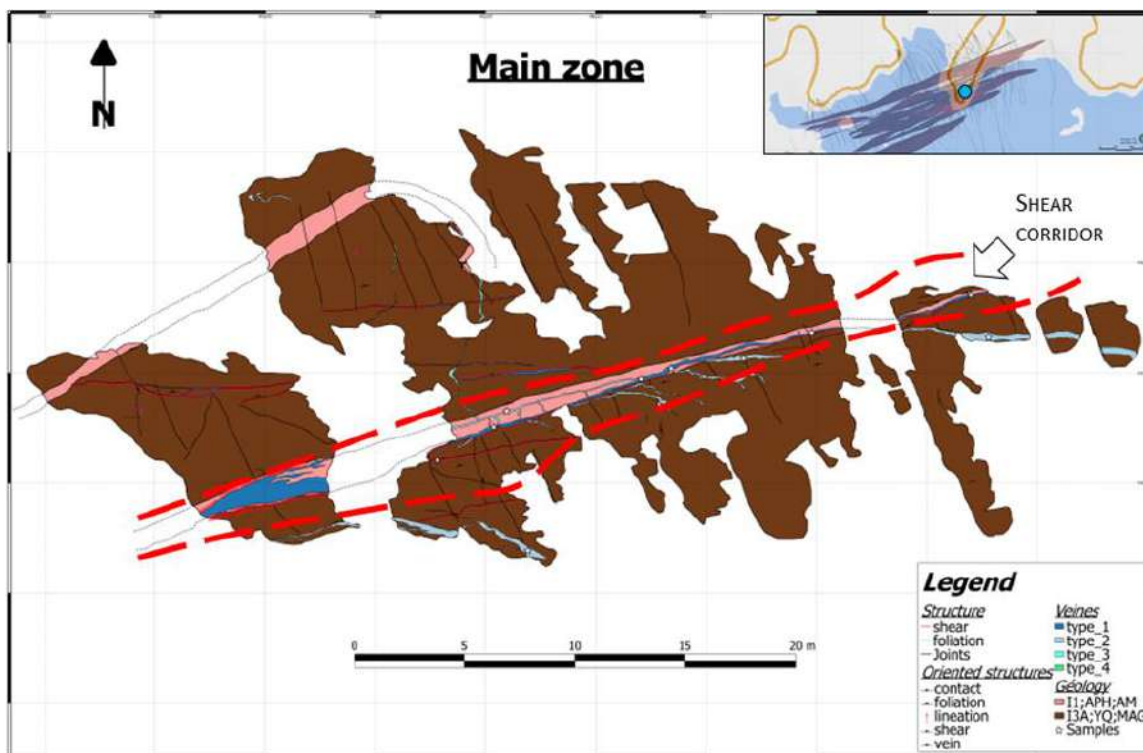 Main zone
N
SHEAR
CORRIDOR
0 5 10 15 20 m
Legend
Structure
shear
foliation
Joints
Oriented structures
contact
foliation
lineation
shear
vein
Veines
type_1
type_2
type_3
type_4
Géologie
I1;APH;AM
I3A;YQ;MAG
Samples